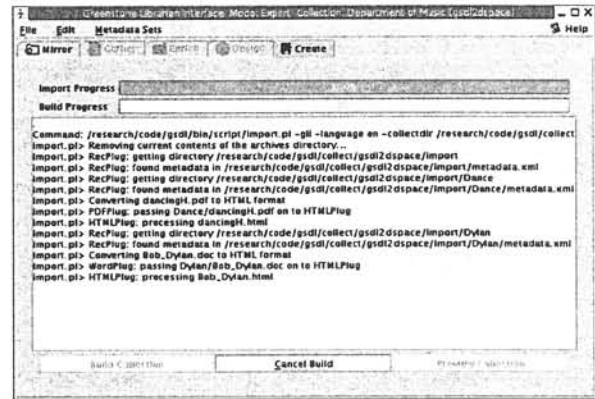 Greenstone Librarian Interface Mode: Expert Collection: Department of Music (gsdl2dspace)
File Edit Metadata Sets Help
Mirror Gather Enrich Design Create
Import Progress
Build Progress
Command: /research/code/gsdl/bin/script/import.pl -gli -language en -collectdir /research/code/gsdl/collect
import.pl> Removing current contents of the archives directory...
import.pl> RecPlug: getting directory /research/code/gsdl/collect/gsdl2dspace/import
import.pl> RecPlug: found metadata in /research/code/gsdl/collect/gsdl2dspace/import/metadata.xml
import.pl> RecPlug: getting directory /research/code/gsdl/collect/gsdl2dspace/import/Dance
import.pl> RecPlug: found metadata in /research/code/gsdl/collect/gsdl2dspace/import/Dance/metadata.xml
import.pl> Converting dancingH.pdf to HTML format
import.pl> PDFPlug: passing Dance/dancingH.pdf on to HTMLPlug
import.pl> HTMLPlug: processing dancingH.html
import.pl> RecPlug: getting directory /research/code/gsdl/collect/gsdl2dspace/import/Dylan
import.pl> RecPlug: found metadata in /research/code/gsdl/collect/gsdl2dspace/import/Dylan/metadata.xml
import.pl> Converting Bob_Dylan.doc to HTML format
import.pl> WordPlug: passing Dylan/Bob_Dylan.doc on to HTMLPlug
import.pl> HTMLPlug: processing Bob_Dylan.html
Build Collection Cancel Build Preview Collection